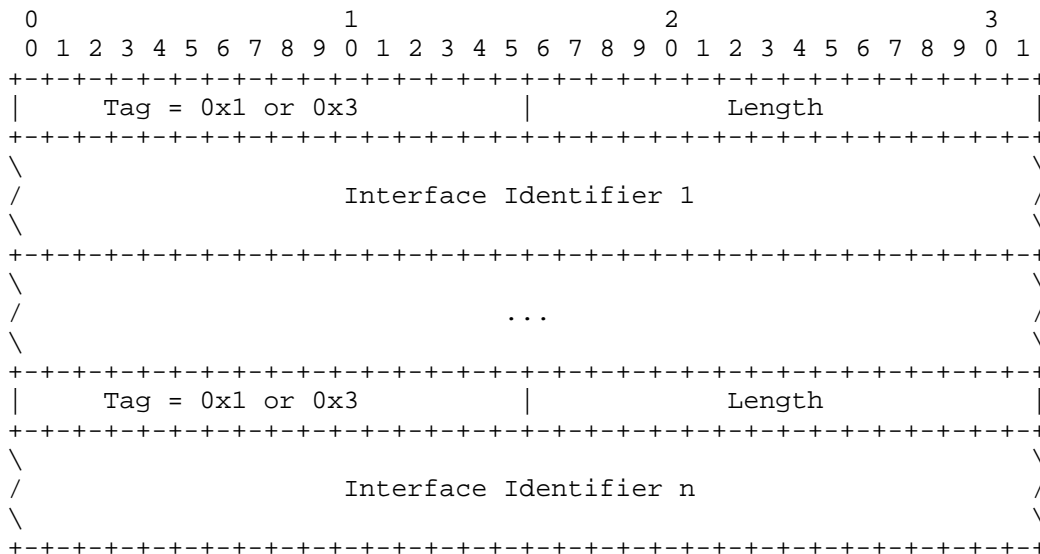 0                   1                   2                   3
 0 1 2 3 4 5 6 7 8 9 0 1 2 3 4 5 6 7 8 9 0 1 2 3 4 5 6 7 8 9 0 1
+-+-+-+-+-+-+-+-+-+-+-+-+-+-+-+-+-+-+-+-+-+-+-+-+-+-+-+-+-+-+-+-+
|     Tag = 0x1 or 0x3          |            Length             |
+-+-+-+-+-+-+-+-+-+-+-+-+-+-+-+-+-+-+-+-+-+-+-+-+-+-+-+-+-+-+-+-+
\                                                               \
/                    Interface Identifier 1                     /
\                                                               \
+-+-+-+-+-+-+-+-+-+-+-+-+-+-+-+-+-+-+-+-+-+-+-+-+-+-+-+-+-+-+-+-+
\                                                               \
/                              ...                              /
\                                                               \
+-+-+-+-+-+-+-+-+-+-+-+-+-+-+-+-+-+-+-+-+-+-+-+-+-+-+-+-+-+-+-+-+
|     Tag = 0x1 or 0x3          |            Length             |
+-+-+-+-+-+-+-+-+-+-+-+-+-+-+-+-+-+-+-+-+-+-+-+-+-+-+-+-+-+-+-+-+
\                                                               \
/                    Interface Identifier n                     /
\                                                               \
+-+-+-+-+-+-+-+-+-+-+-+-+-+-+-+-+-+-+-+-+-+-+-+-+-+-+-+-+-+-+-+-+